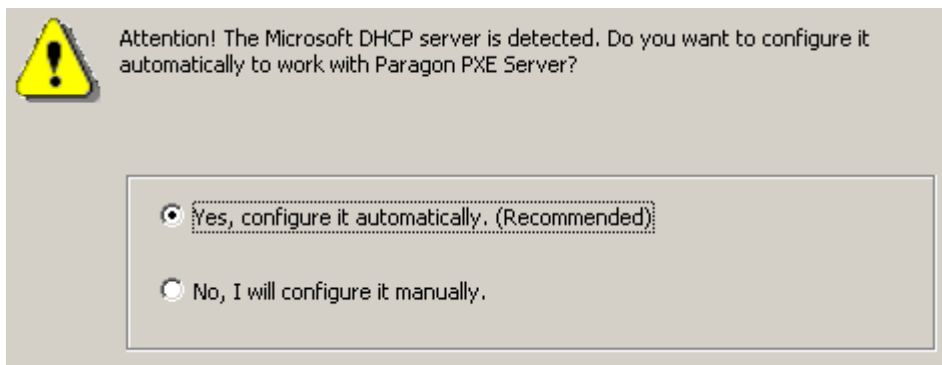 Attention! The Microsoft DHCP server is detected. Do you want to configure it
automatically to work with Paragon PXE Server?
Yes, configure it automatically. (Recommended)
No, I will configure it manually.